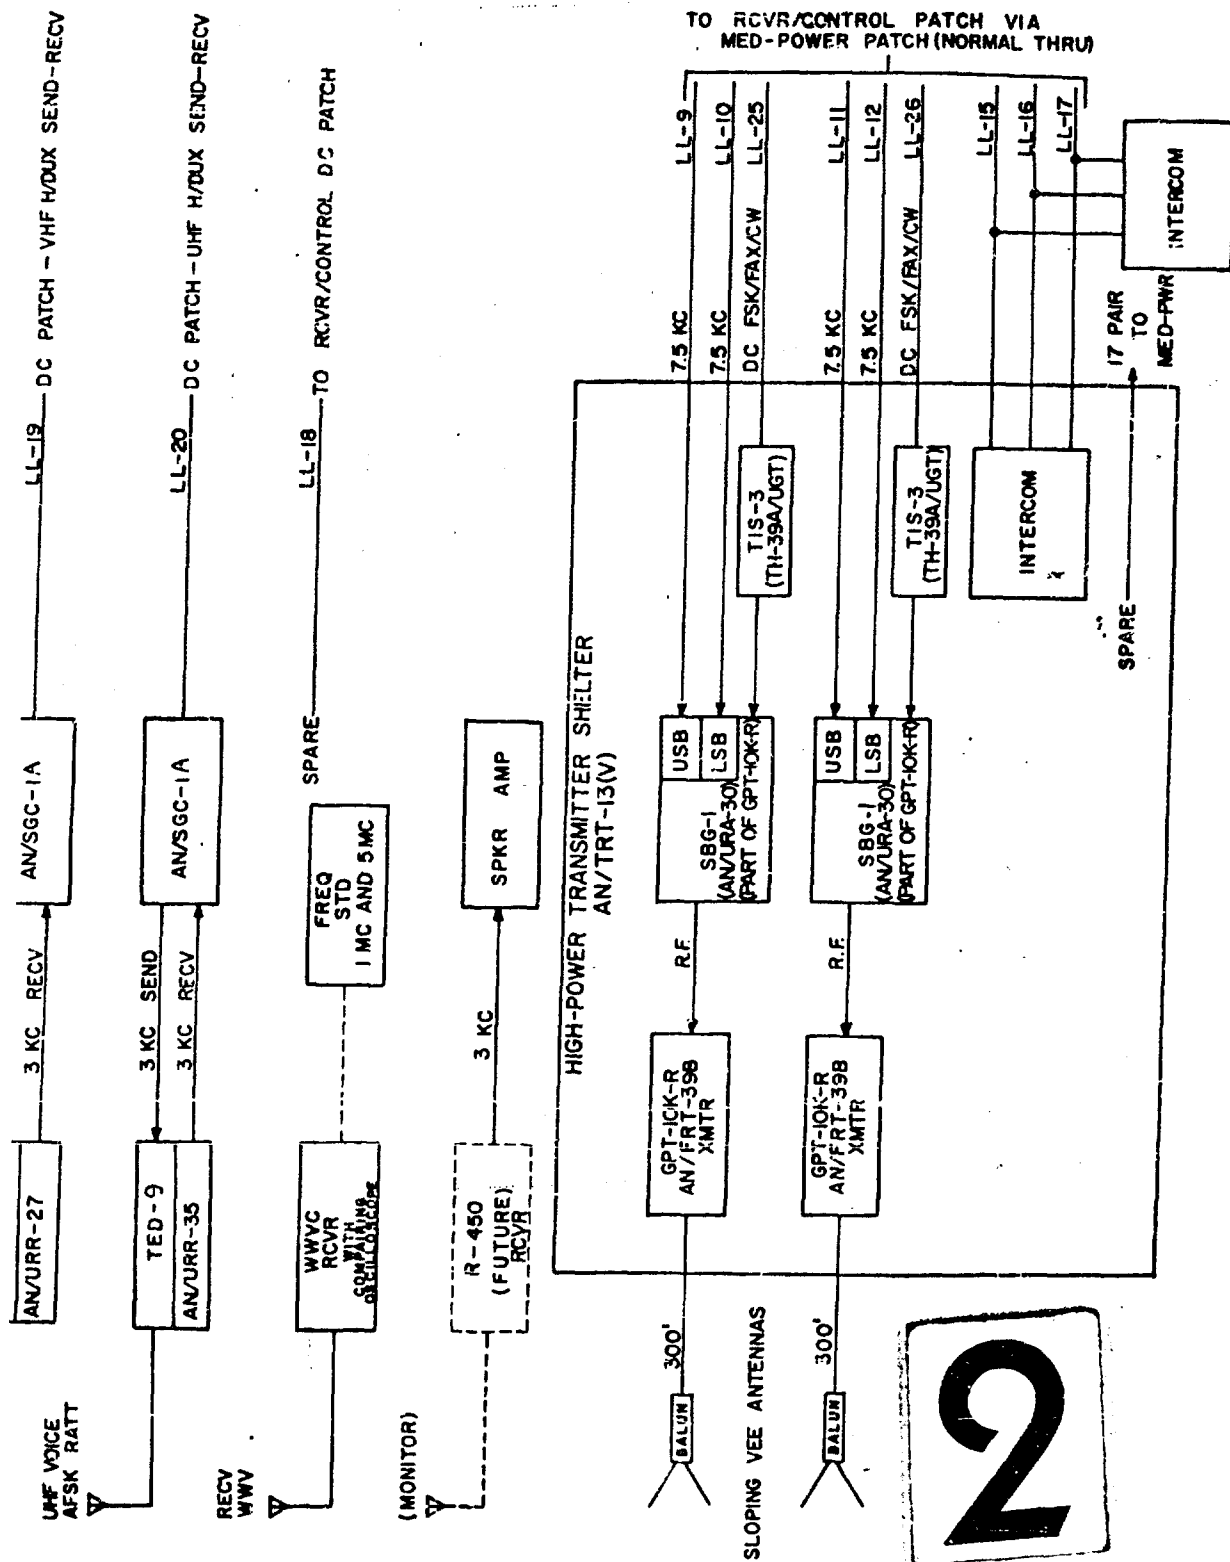 TO RCVR/CONTROL PATCH VIA
MED-POWER PATCH (NORMAL THRU)
AN/URR-27
3 KC RECV
AN/SGC-1A
LL-19
DC PATCH - VHF H/DUX SEND-RECV
UHF VOICE
AFSK RATT
TED-9
AN/URR-35
3 KC SEND
3 KC RECV
AN/SGC-1A
LL-20
DC PATCH - UHF H/DUX SEND-RECV
RECV
WWV
WWVC
RCVR
WITH
COMPAIRING
OSCILLOSCOPE
FREQ
STD
1 MC AND 5 MC
SPARE
LL-18
TO RCVR/CONTROL DC PATCH
(MONITOR)
R-450
(FUTURE)
RCVR
3 KC
SPKR AMP
HIGH-POWER TRANSMITTER SHELTER
AN/TRT-13(V)
BALUN
300'
GPT-10K-R
AN/FRT-39B
XMTR
R.F.
SBG-1
(AN/URA-30)
(PART OF GPT-10K-R)
USB
LSB
7.5 KC
LL-9
7.5 KC
LL-10
TIS-3
(TH-39A/UGT)
DC FSK/FAX/CW
LL-25
SLOPING VEE ANTENNAS
BALUN
300'
GPT-10K-R
AN/FRT-39B
XMTR
R.F.
SBG-1
(AN/URA-30)
(PART OF GPT-10K-R)
USB
LSB
7.5 KC
LL-11
7.5 KC
LL-12
TIS-3
(TH-39A/UGT)
DC FSK/FAX/CW
LL-26
INTERCOM
LL-15
LL-16
LL-17
INTERCOM
SPARE
17 PAIR
TO
MED-PWR
2